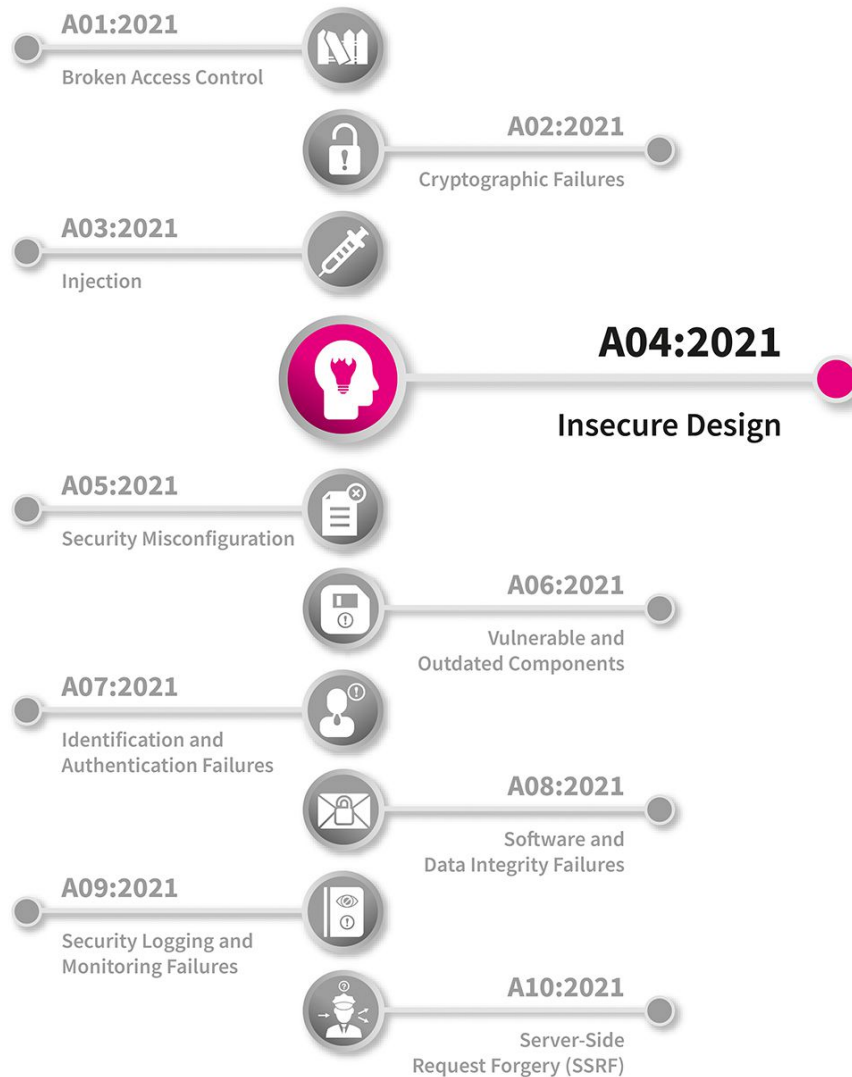 A01:2021
Broken Access Control
A02:2021
Cryptographic Failures
A03:2021
Injection
A04:2021
Insecure Design
A05:2021
Security Misconfiguration
A06:2021
Vulnerable and
Outdated Components
A07:2021
Identification and
Authentication Failures
A08:2021
Software and
Data Integrity Failures
A09:2021
Security Logging and
Monitoring Failures
A10:2021
Server-Side
Request Forgery (SSRF)